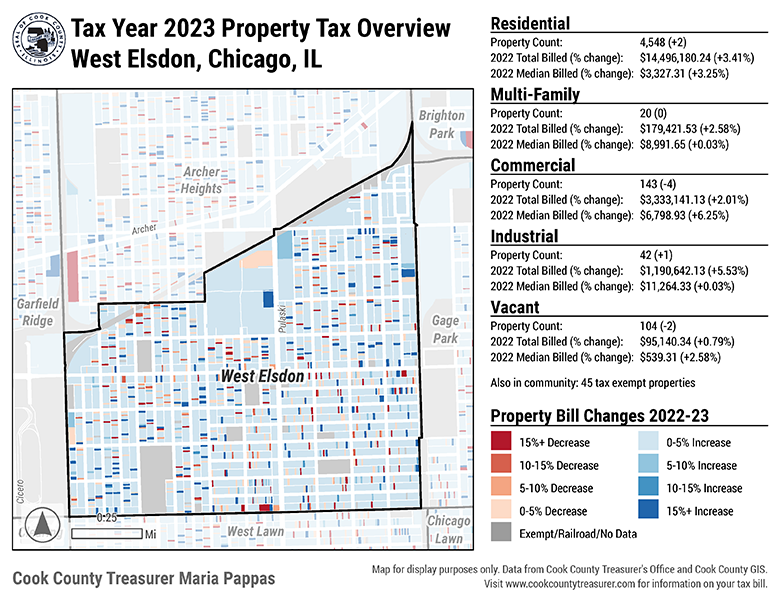 Tax Year 2023 Property Tax Overview
West Elsdon, Chicago, IL
Brighton
Park
Archer
Heights
Archer
Garfield
Ridge
Pulaski
Gage
Park
West Elsdon
Cicero
0.25
Mi
West Lawn
Chicago
Lawn
Residential
Property Count: 4,548 (+2)
2022 Total Billed (% change): $14,496,180.24 (+3.41%)
2022 Median Billed (% change): $3,327.31 (+3.25%)
Multi-Family
Property Count: 20 (0)
2022 Total Billed (% change): $179,421.53 (+2.58%)
2022 Median Billed (% change): $8,991.65 (+0.03%)
Commercial
Property Count: 143 (-4)
2022 Total Billed (% change): $3,333,141.13 (+2.01%)
2022 Median Billed (% change): $6,798.93 (+6.25%)
Industrial
Property Count: 42 (+1)
2022 Total Billed (% change): $1,190,642.13 (+5.53%)
2022 Median Billed (% change): $11,264.33 (+0.03%)
Vacant
Property Count: 104 (-2)
2022 Total Billed (% change): $95,140.34 (+0.79%)
2022 Median Billed (% change): $539.31 (+2.58%)
Also in community: 45 tax exempt properties
Property Bill Changes 2022-23
15%+ Decrease
10-15% Decrease
5-10% Decrease
0-5% Decrease
Exempt/Railroad/No Data
0-5% Increase
5-10% Increase
10-15% Increase
15%+ Increase
Cook County Treasurer Maria Pappas
Map for display purposes only. Data from Cook County Treasurer's Office and Cook County GIS.
Visit www.cookcountytreasurer.com for information on your tax bill.